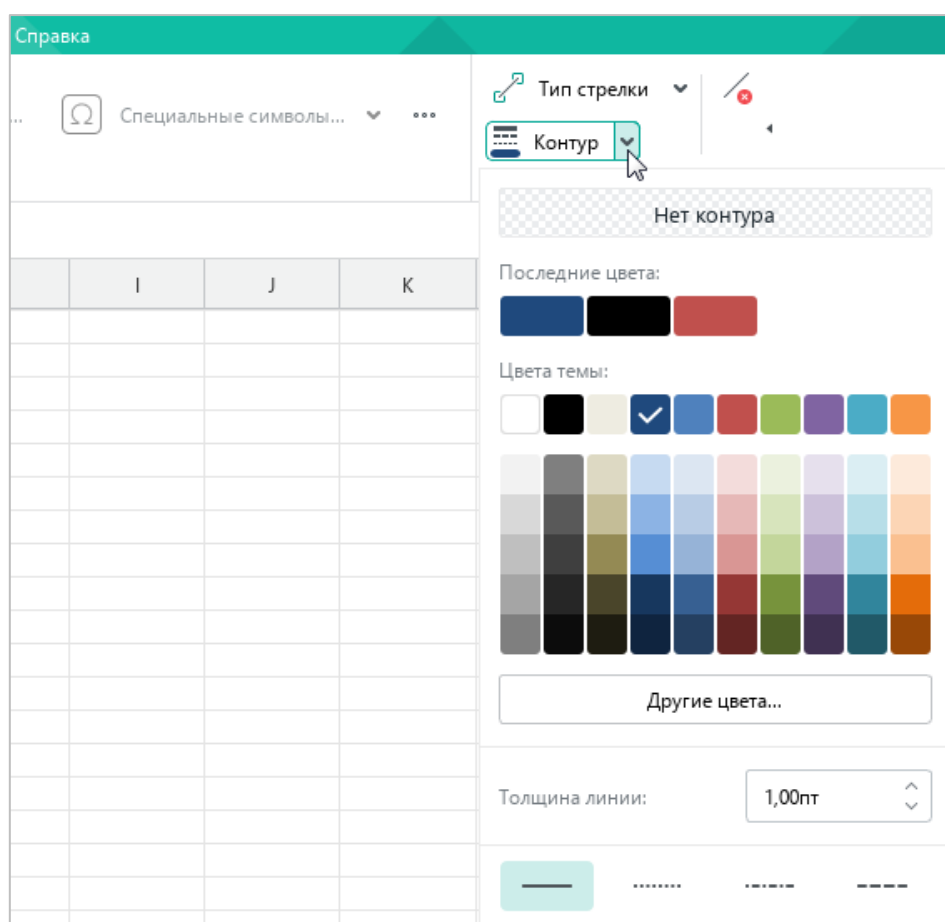 Справка
Тип стрелки
... Ω Специальные символы...
Контур
Нет контура
I J K
Последние цвета:
Цвета темы:
Другие цвета...
Толщина линии: 1,00пт